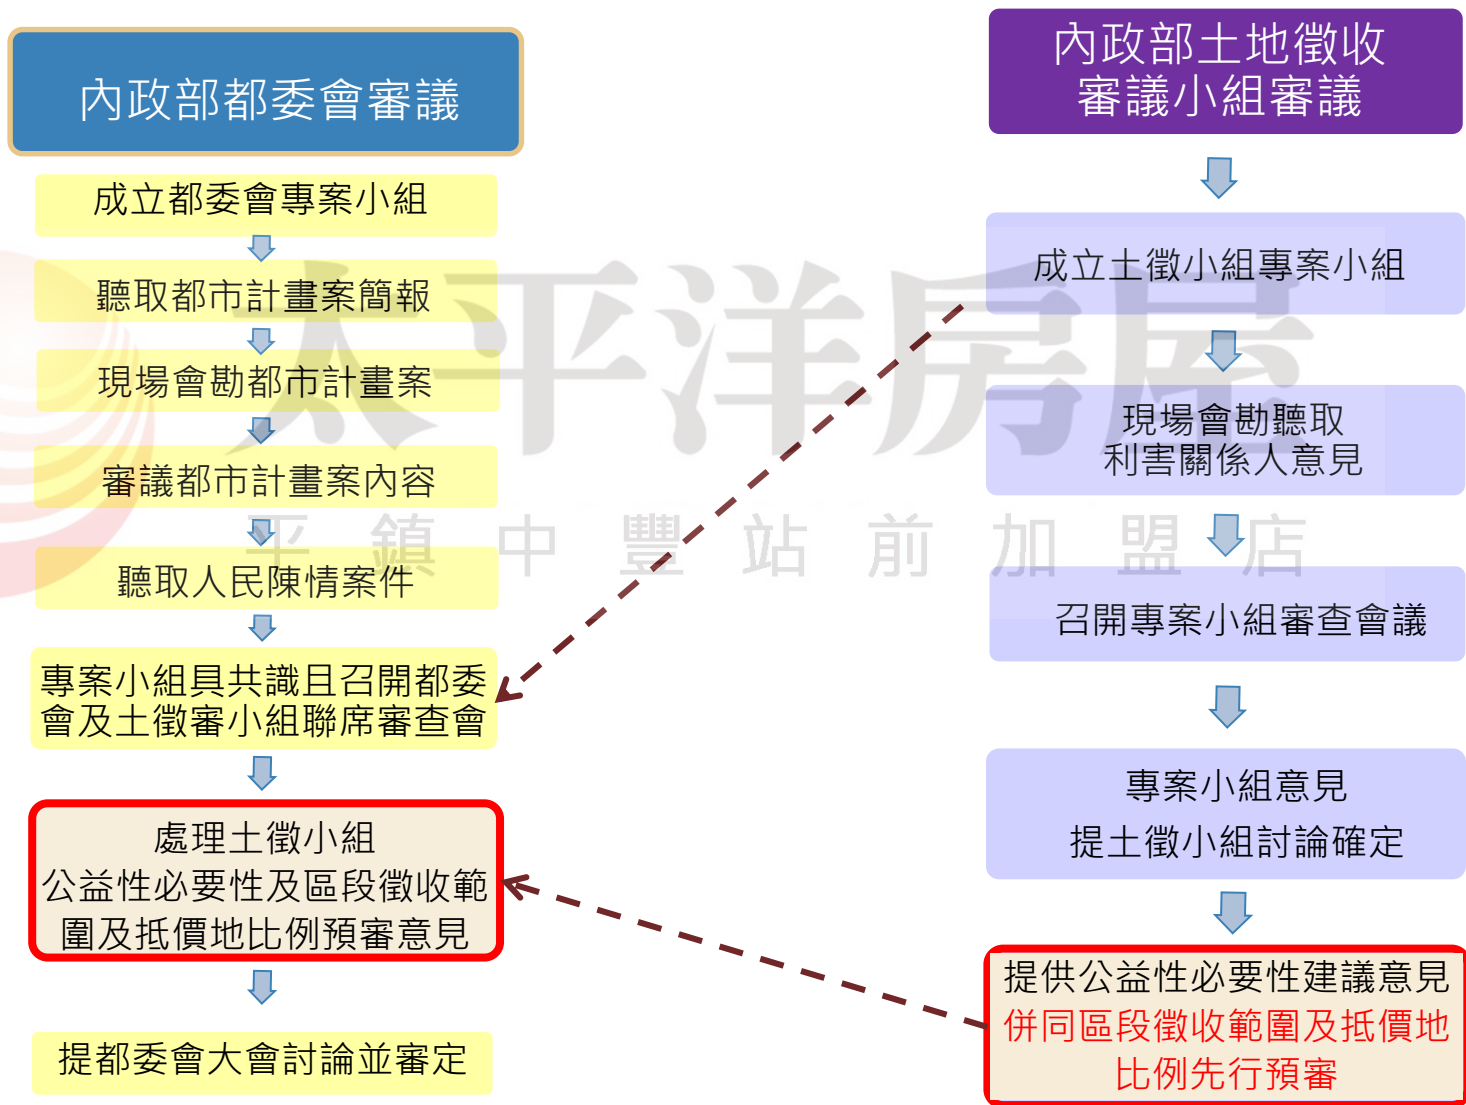 內政部都委會審議
成立都委會專案小組
聽取都市計畫案簡報
現場會勘都市計畫案
審議都市計畫案內容
聽取人民陳情案件
專案小組具共識且召開都委
會及土徵審小組聯席審查會
處理土徵小組
公益性必要性及區段徵收範
圍及抵價地比例預審意見
提都委會大會討論並審定
內政部土地徵收
審議小組審議
成立土徵小組專案小組
現場會勘聽取
利害關係人意見
召開專案小組審查會議
專案小組意見
提土徵小組討論確定
提供公益性必要性建議意見
併同區段徵收範圍及抵價地
比例先行預審
太平洋房屋
平鎮中豐站前加盟店